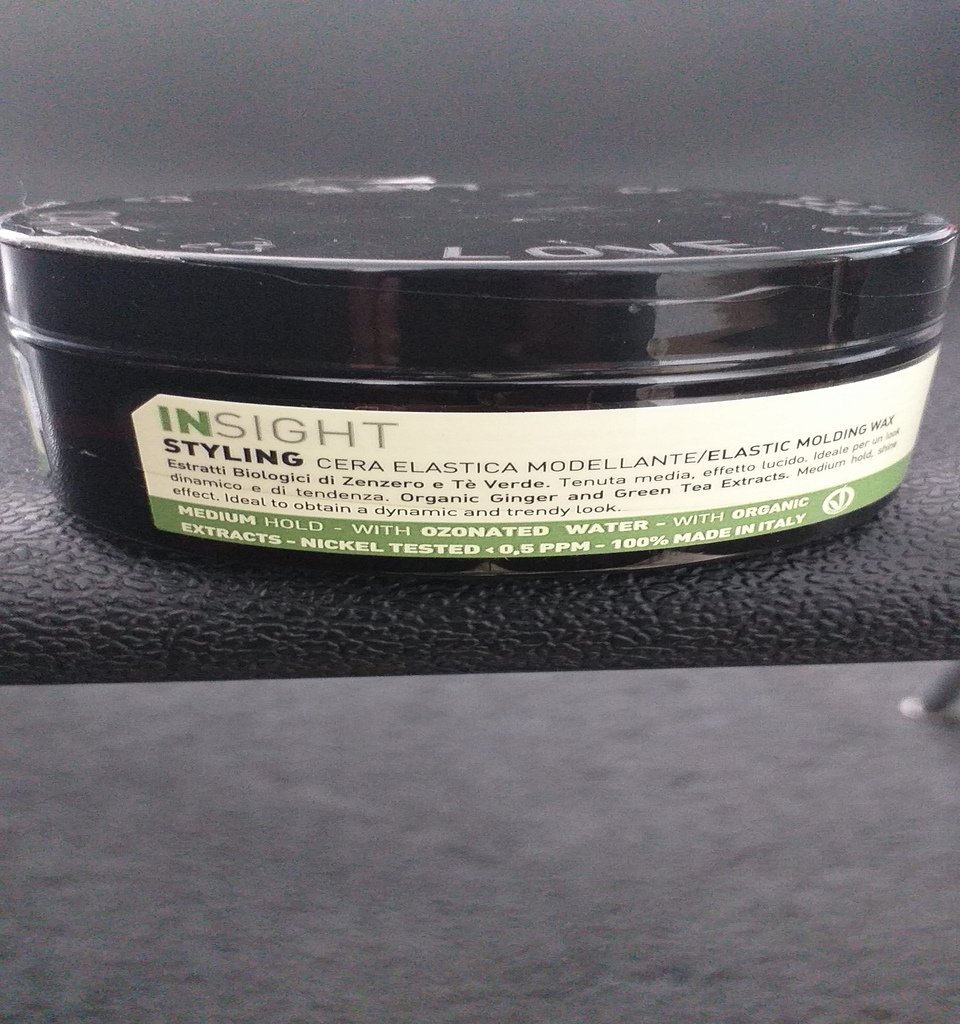 LOVE
INSIGHT
STYLING CERA ELASTICA MODELLANTE/ELASTIC MOLDING WAX
Estratti Biologici di Zenzero e Tè Verde. Tenuta media, effetto lucido. Ideale per un look
dinamico e di tendenza. Organic Ginger and Green Tea Extracts. Medium hold, shine
effect. Ideal to obtain a dynamic and trendy look.
MEDIUM HOLD - WITH OZONATED WATER - WITH ORGANIC
EXTRACTS - NICKEL TESTED < 0,5 PPM - 100% MADE IN ITALY